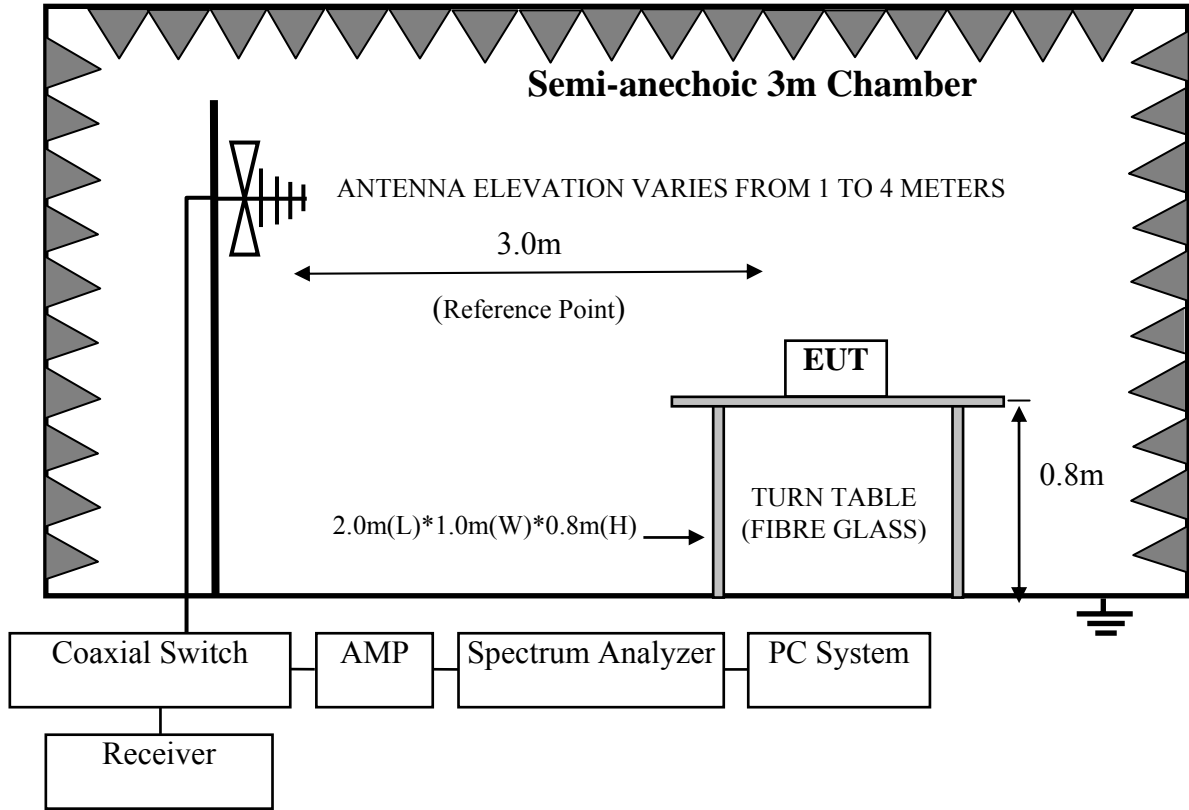 Semi-anechoic 3m Chamber
ANTENNA ELEVATION VARIES FROM 1 TO 4 METERS
3.0m
(Reference Point)
EUT
0.8m
TURN TABLE
(FIBRE GLASS)
2.0m(L)*1.0m(W)*0.8m(H)
Coaxial Switch
AMP
Spectrum Analyzer
PC System
Receiver